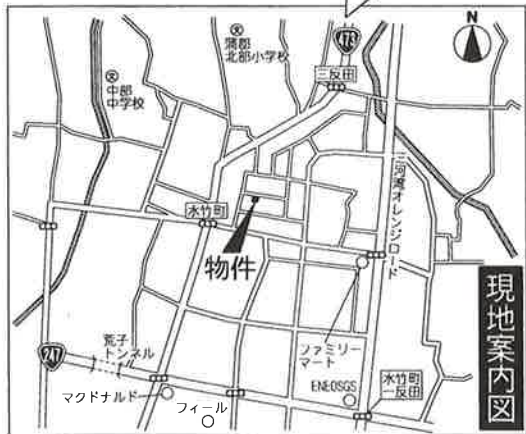 473
N
蒲郡
北部小学校
三反田
中部
中学校
三河湾オレンジロード
水竹町
物件
現地案内図
ファミリー
マート
荒子
トンネル
247
ENEOSGS
水竹町
一反田
マクドナルド
フィール